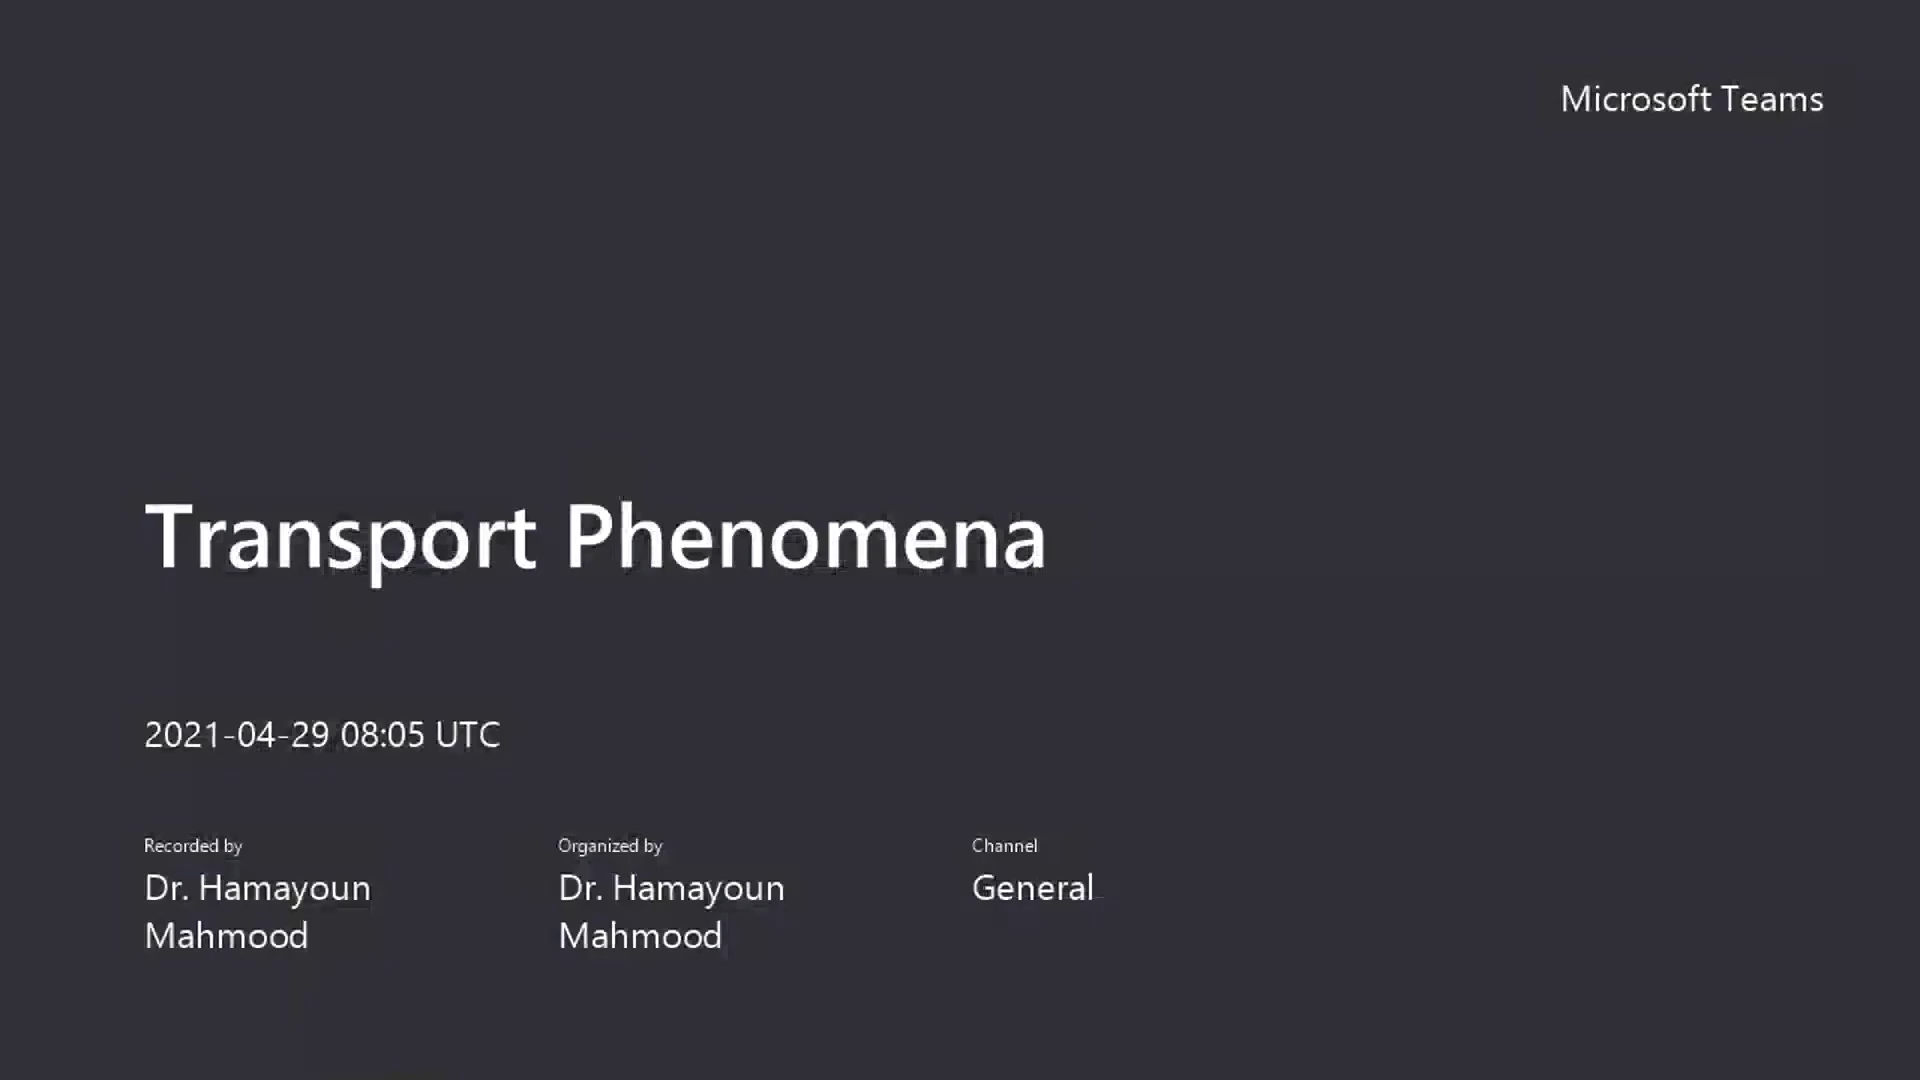 Microsoft Teams
Transport Phenomena
2021-04-29 08:05 UTC
Recorded by
Dr. Hamayoun
Mahmood
Organized by
Dr. Hamayoun
Mahmood
Channel
General